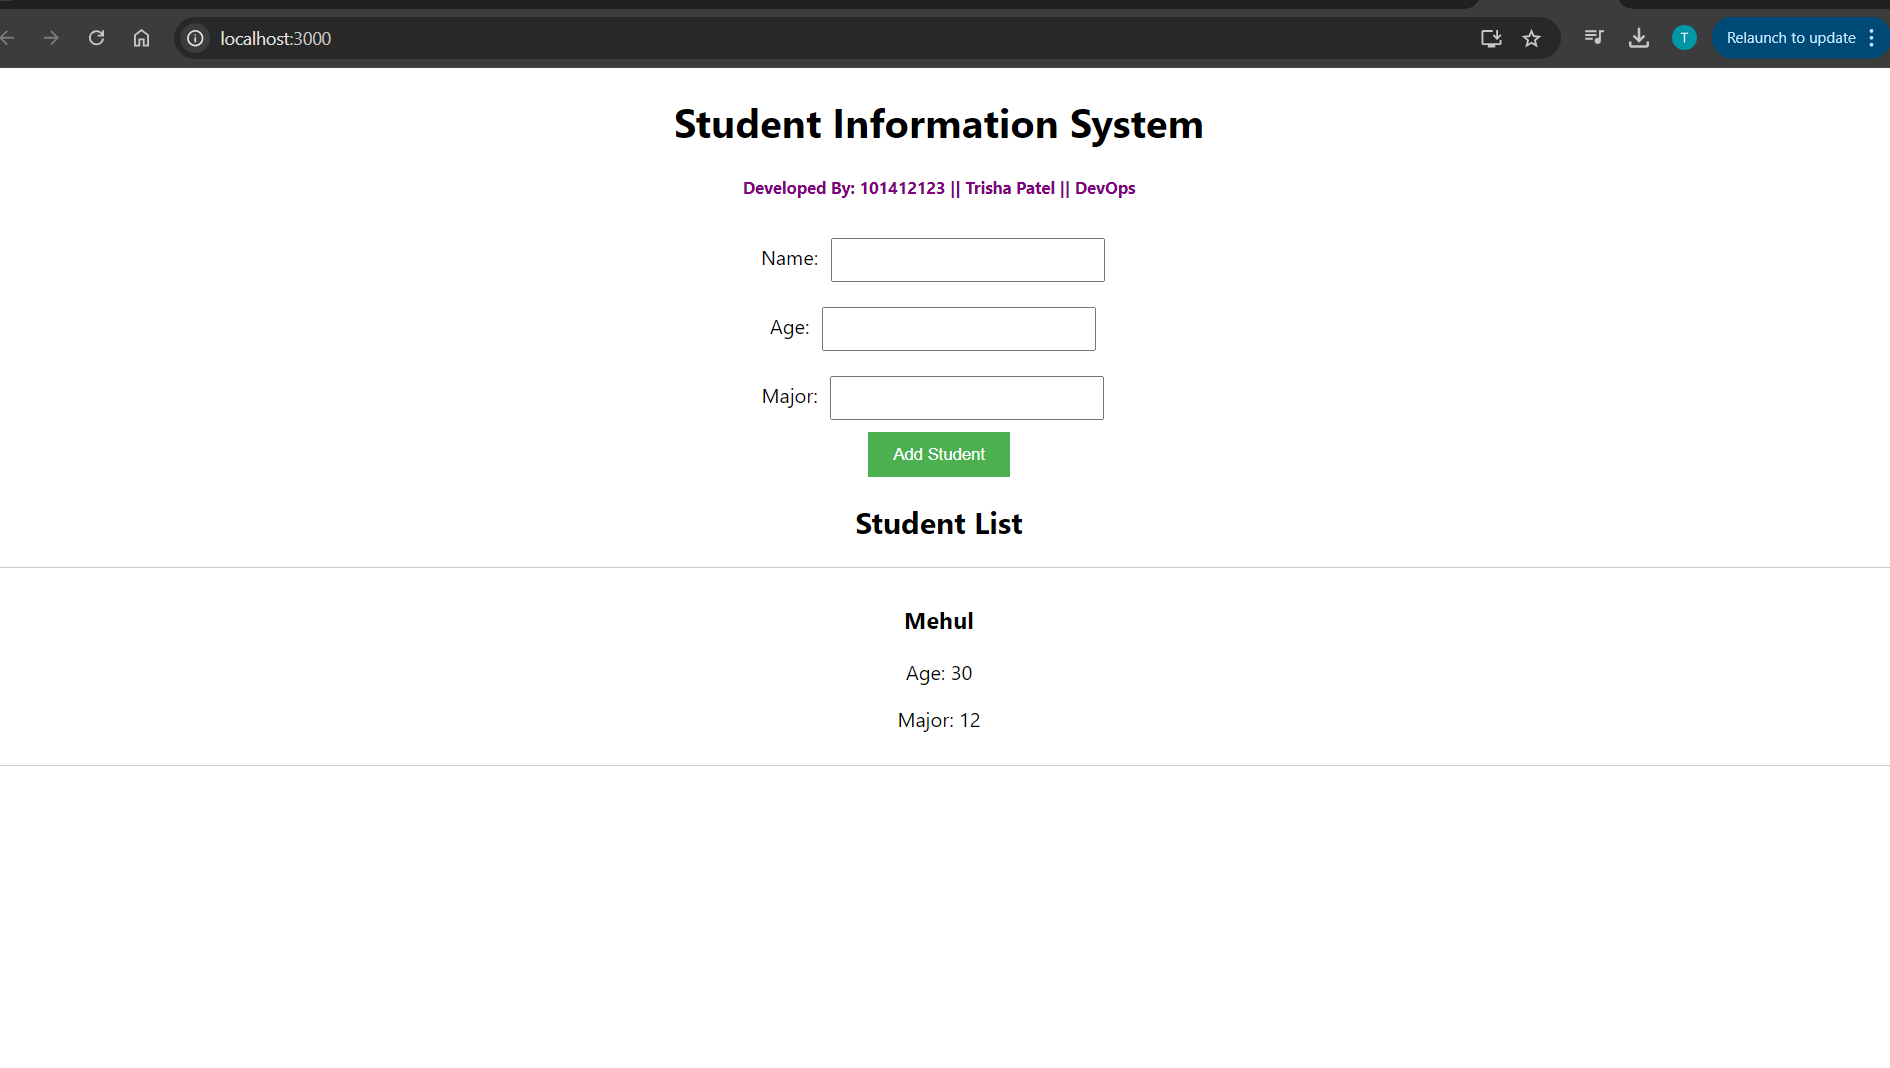 localhost:3000
T
Relaunch to update
Student Information System
Developed By: 101412123 || Trisha Patel || DevOps
Name:
Age:
Major:
Add Student
Student List
Mehul
Age: 30
Major: 12